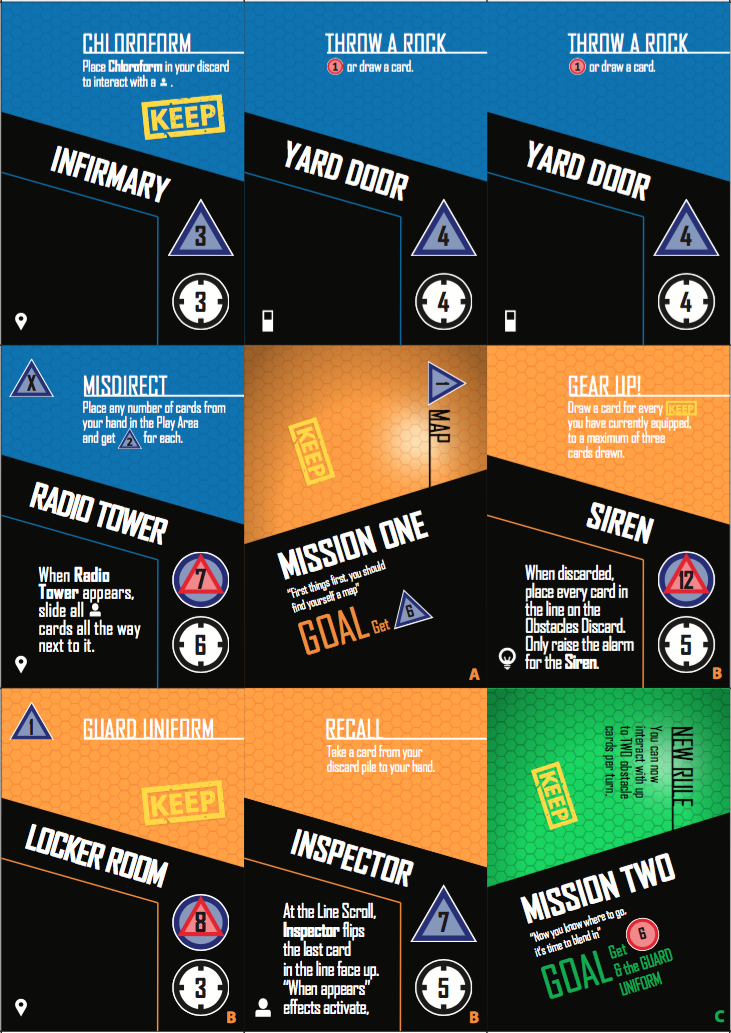 CHLOROFORM
Place Chloroform in your discard
to interact with a .
KEEP
INFIRMARY
3
3
THROW A ROCK
1 or draw a card.
YARD DOOR
4
4
THROW A ROCK
1 or draw a card.
YARD DOOR
4
4
X
MISDIRECT
Place any number of cards from
your hand in the Play Area
and get 2 for each.
RADIO TOWER
When Radio
Tower appears,
slide all
cards all the way
next to it.
7
6
1
MAP
KEEP
MISSION ONE
"First things first, you should
find yourself a map"
GOAL Get 6
A
GEAR UP!
Draw a card for every KEEP
you have currently equipped,
to a maximum of three
cards drawn.
SIREN
When discarded,
place every card in
the line on the
Obstacles Discard.
Only raise the alarm
for the Siren.
12
5
B
1
GUARD UNIFORM
KEEP
LOCKER ROOM
8
3
B
RECALL
Take a card from your
discard pile to your hand.
INSPECTOR
At the Line Scroll,
Inspector flips
the last card
in the line face up.
"When appears"
effects activate,
7
5
B
NEW RULE
You can now
interact with up
to TWO obstacle
cards per turn.
KEEP
MISSION TWO
"Now you know where to go,
it's time to blend in"
GOAL Get 6
& the GUARD
UNIFORM
C